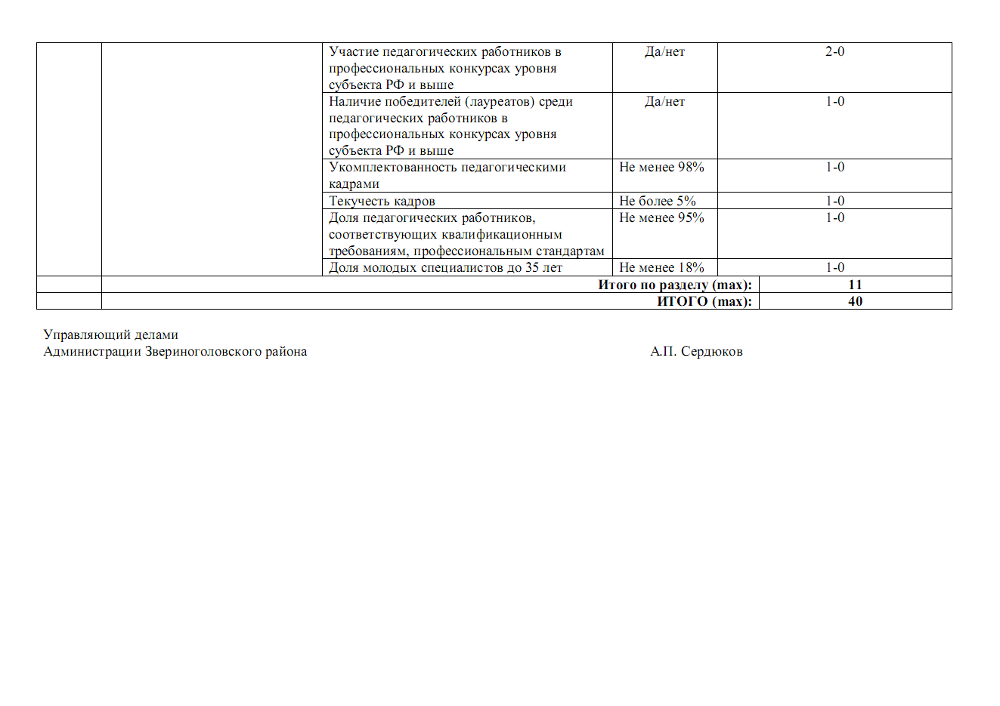 Участие педагогических работников в Да/нет 2-0
профессиональных конкурсах уровня
субъекта РФ и выше
Наличие победителей (лауреатов) среди Да/нет 1-0
педагогических работников в
профессиональных конкурсах уровня
субъекта РФ и выше
Укомплектованность педагогическими Не менее 98% 1-0
кадрами
Текучесть кадров Не более 5% 1-0
Доля педагогических работников, Не менее 95% 1-0
соответствующих квалификационным
требованиям, профессиональным стандартам
Доля молодых специалистов до 35 лет Не менее 18% 1-0
Итого по разделу (max): 11
ИТОГО (max): 40
Управляющий делами
Администрации Звериноголовского района А.П. Сердюков